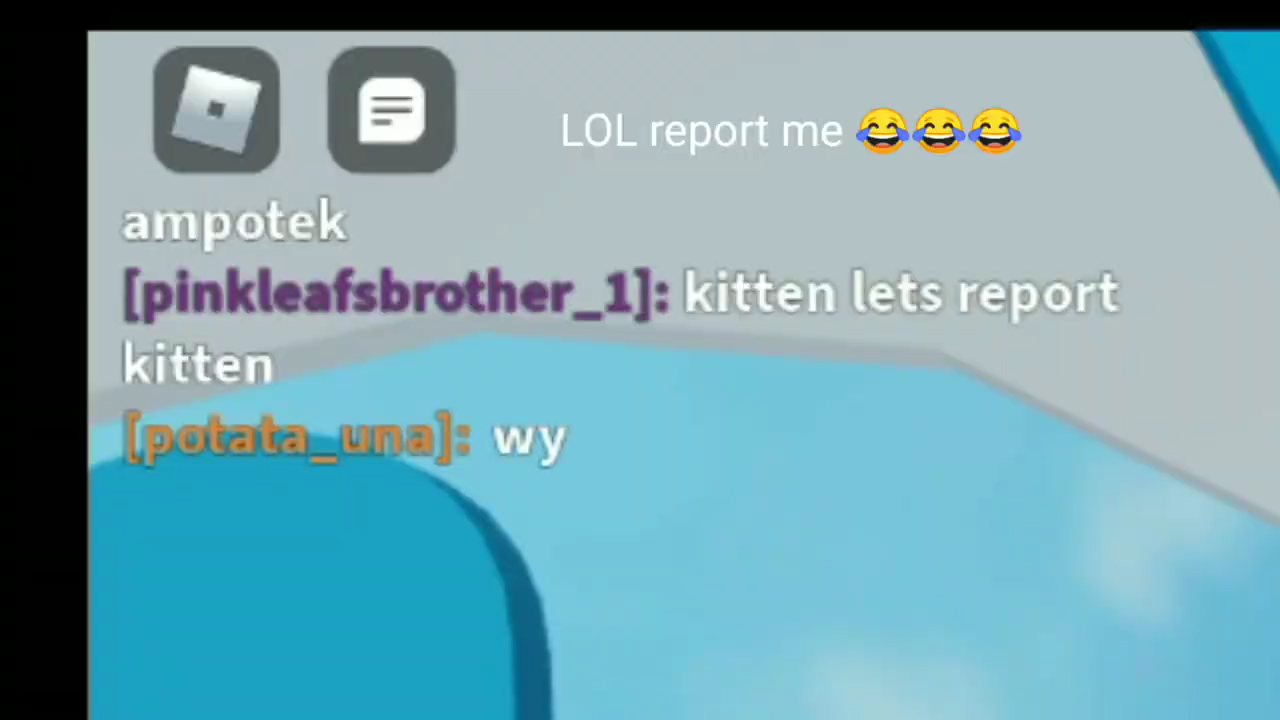 LOL report me 😂😂😂
ampotek
[pinkleafsbrother_1]: kitten lets report
kitten
[potata_una]: wy